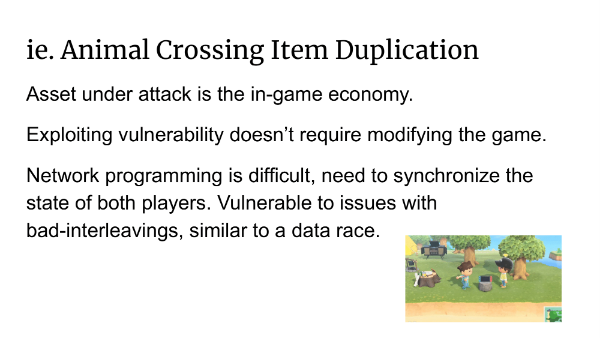 ie. Animal Crossing Item Duplication
Asset under attack is the in-game economy.
Exploiting vulnerability doesn’t require modifying the game.
Network programming is difficult, need to synchronize the
state of both players. Vulnerable to issues with
bad-interleavings, similar to a data race.